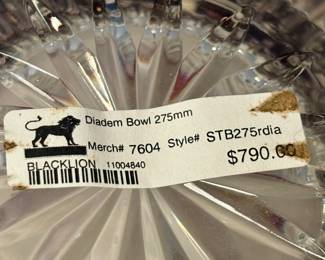 Diadem Bowl 275mm
Merch# 7604 Style# STB275rdia
$790.00
BLACKLION 11004840